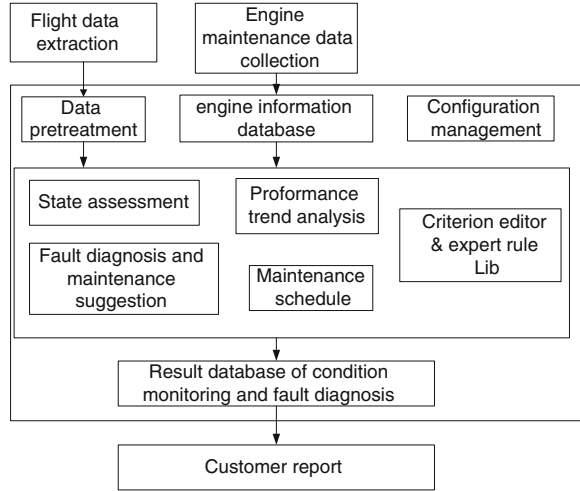 Flight data
extraction
Engine
maintenance data
collection
Data
pretreatment
engine information
database
Configuration
management
State assessment
Proformance
trend analysis
Criterion editor
& expert rule
Lib
Fault diagnosis and
maintenance
suggestion
Maintenance
schedule
Result database of condition
monitoring and fault diagnosis
Customer report